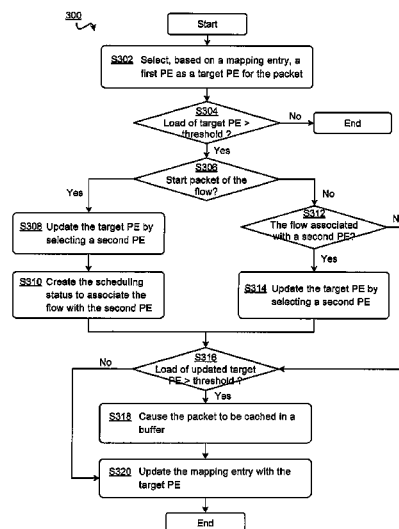 300
Start
S302 Select, based on a mapping entry, a
first PE as a target PE for the packet
S304
Load of target PE >
threshold ?
No
End
Yes
S306
Start packet of the
flow?
Yes
No
S308 Update the target PE by
selecting a second PE
S312
The flow associated
with a second PE?
N
S310 Create the scheduling
status to associate the
flow with the second PE
Yes
S314 Update the target PE by
selecting a second PE
S316
Load of updated target
PE > threshold ?
No
Yes
S318 Cause the packet to be cached in a
buffer
S320 Update the mapping entry with the
target PE
End